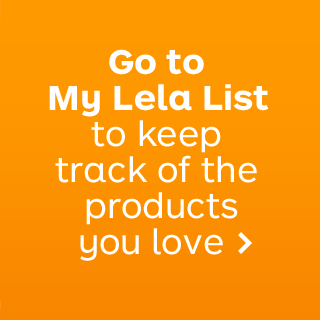 Go to
My Lela List
to keep
track of the
products
you love >